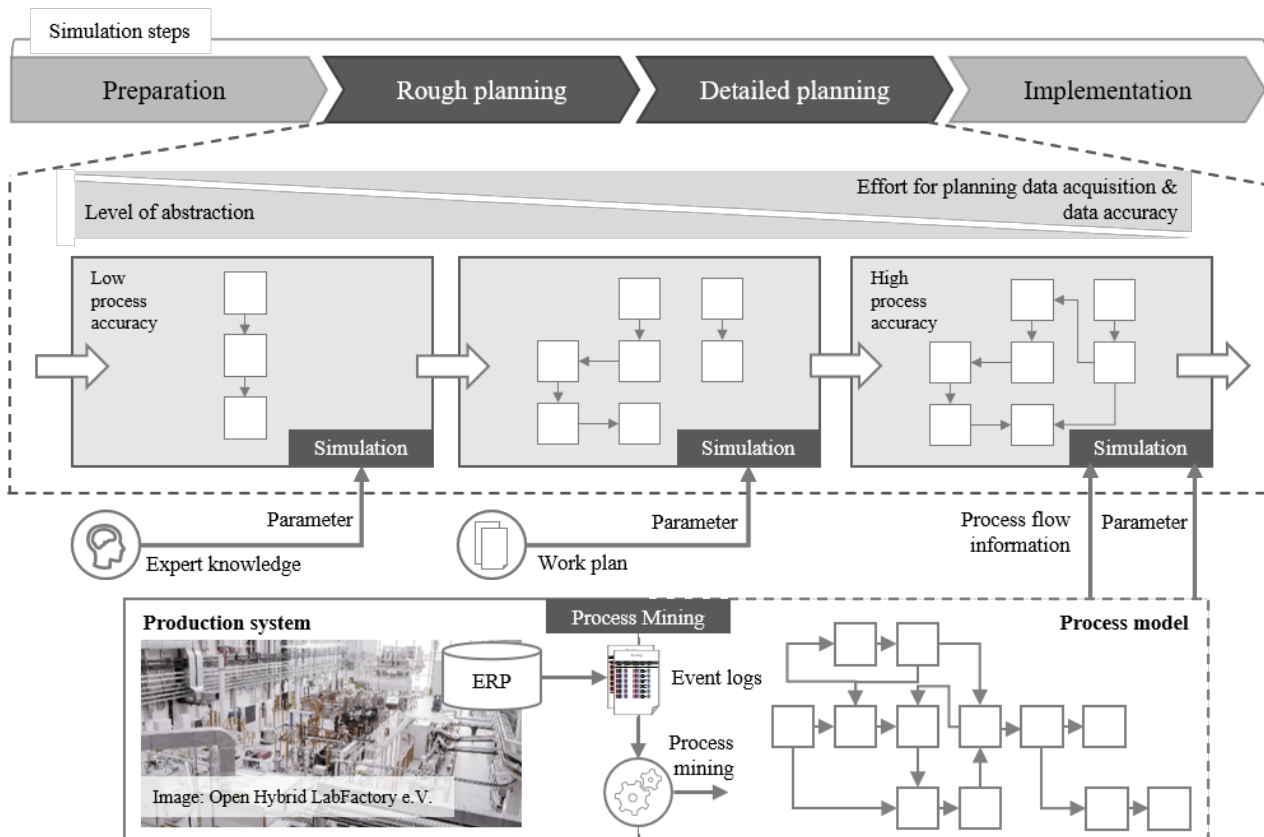 Simulation steps
Preparation
Rough planning
Detailed planning
Implementation
Level of abstraction
Effort for planning data acquisition &
data accuracy
Low
process
accuracy
High
process
accuracy
Simulation
Simulation
Simulation
Parameter
Expert knowledge
Parameter
Work plan
Process flow
information
Parameter
Production system
Process Mining
Process model
ERP
Event logs
Process
mining
Image: Open Hybrid LabFactory e.V.